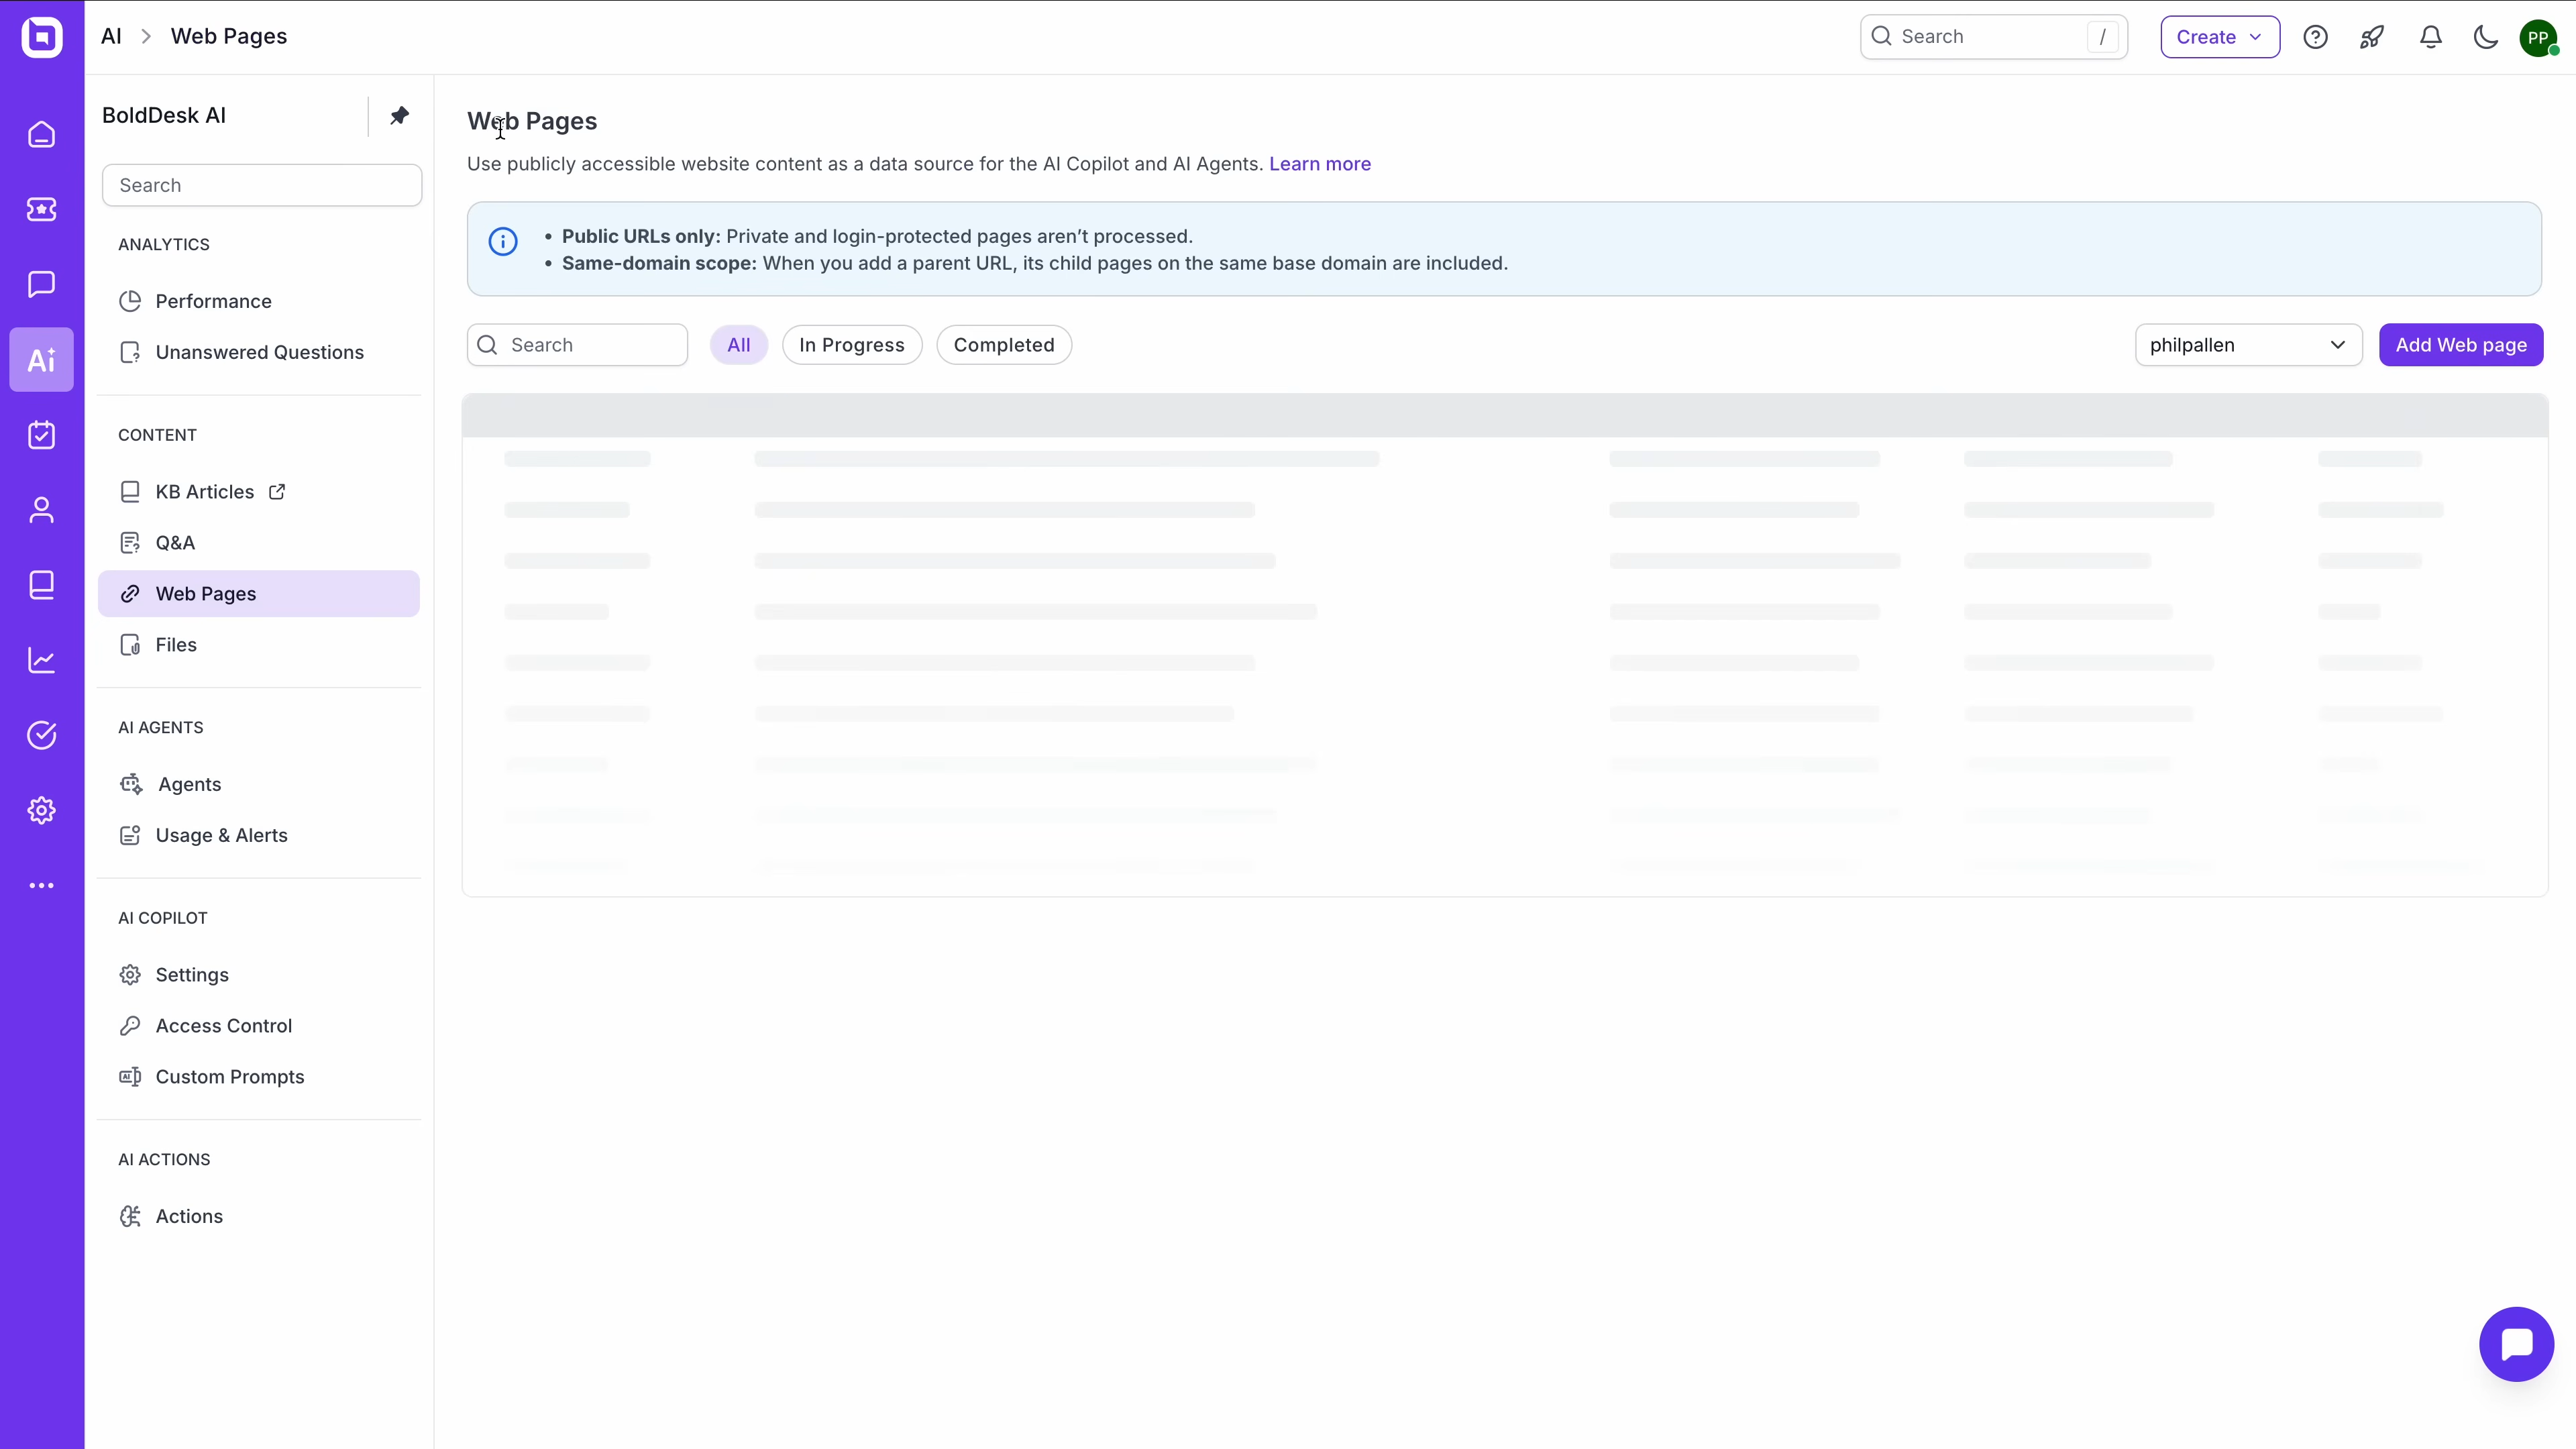 AI > Web Pages
Search /
Create
PP
BoldDesk AI
Search
ANALYTICS
Performance
Unanswered Questions
CONTENT
KB Articles
Q&A
Web Pages
Files
AI AGENTS
Agents
Usage & Alerts
AI COPILOT
Settings
Access Control
Custom Prompts
AI ACTIONS
Actions
Web Pages
Use publicly accessible website content as a data source for the AI Copilot and AI Agents. Learn more
• Public URLs only: Private and login-protected pages aren’t processed.
• Same-domain scope: When you add a parent URL, its child pages on the same base domain are included.
Search
All
In Progress
Completed
philpallen
Add Web page